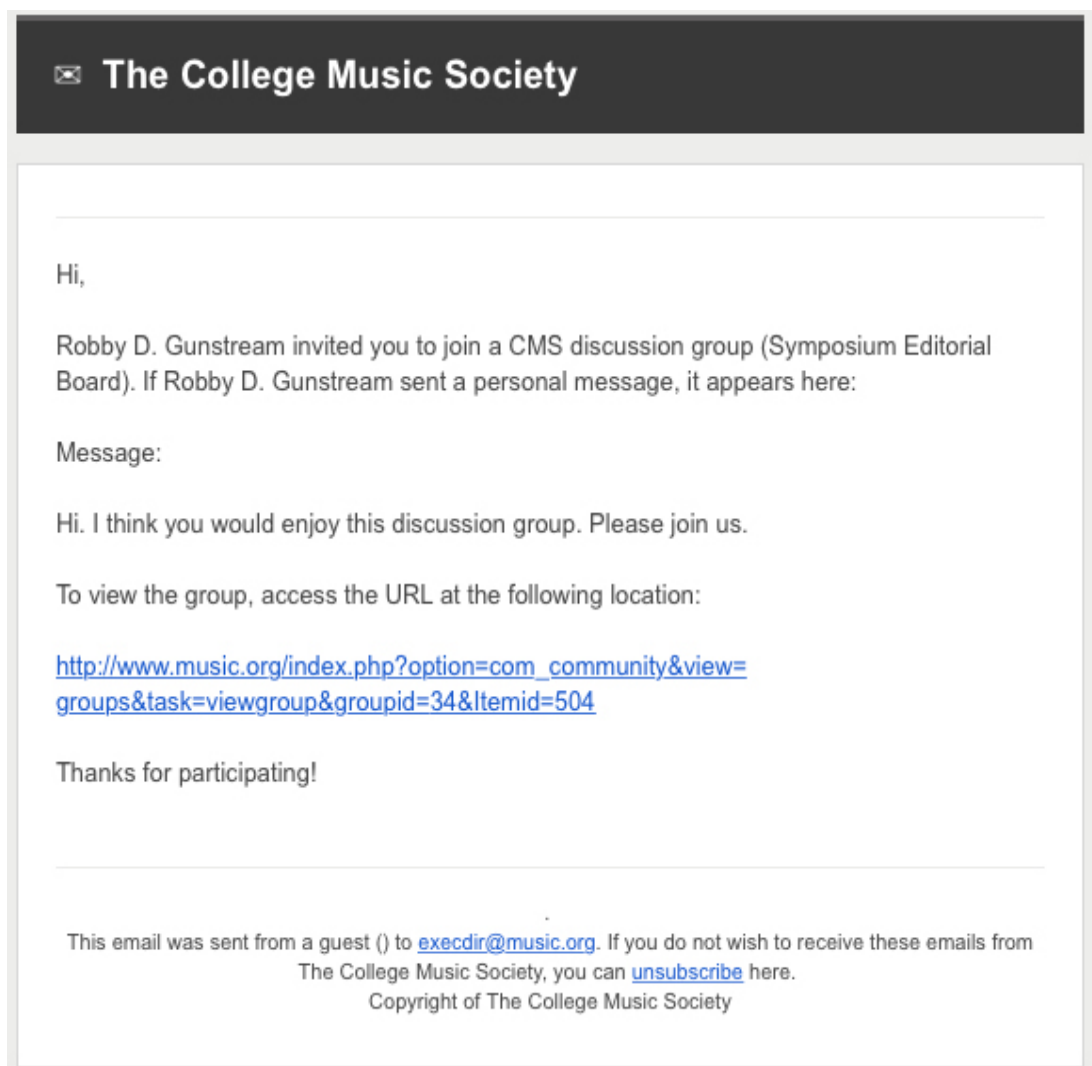 The College Music Society
Hi,
Robby D. Gunstream invited you to join a CMS discussion group (Symposium Editorial
Board). If Robby D. Gunstream sent a personal message, it appears here:
Message:
Hi. I think you would enjoy this discussion group. Please join us.
To view the group, access the URL at the following location:
http://www.music.org/index.php?option=com_community&view=
groups&task=viewgroup&groupid=34&Itemid=504
Thanks for participating!
.
This email was sent from a guest () to execdir@music.org. If you do not wish to receive these emails from
The College Music Society, you can unsubscribe here.
Copyright of The College Music Society